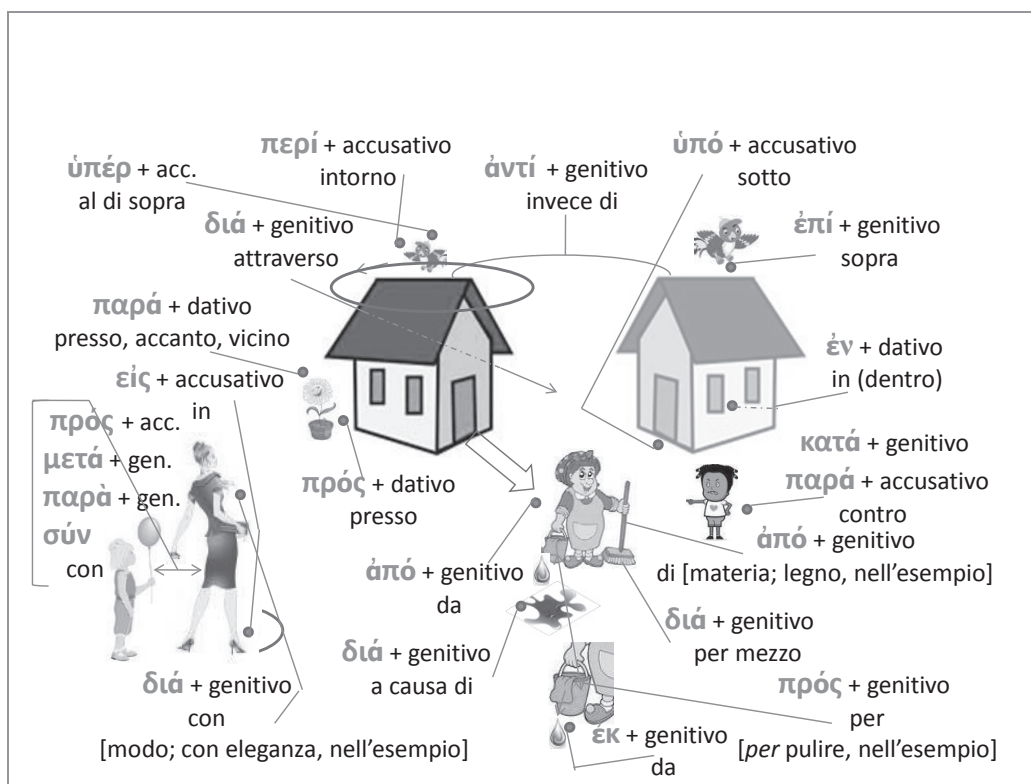 ὑπέρ + acc.
al di sopra
περί + accusativo
intorno
ἀντί + genitivo
invece di
ὑπό + accusativo
sotto
διά + genitivo
attraverso
ἐπί + genitivo
sopra
παρά + dativo
presso, accanto, vicino
εἰς + accusativo
in
ἐν + dativo
in (dentro)
πρός + acc.
μετά + gen.
παρὰ + gen.
σύν
con
πρός + dativo
presso
κατά + genitivo
παρά + accusativo
contro
ἀπό + genitivo
di [materia; legno, nell'esempio]
ἀπό + genitivo
da
διά + genitivo
per mezzo
διά + genitivo
a causa di
διά + genitivo
con
[modo; con eleganza, nell'esempio]
πρός + genitivo
per
[per pulire, nell'esempio]
ἐκ + genitivo
da